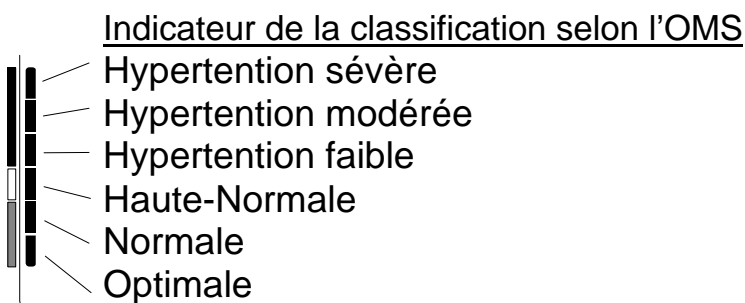 Indicateur de la classification selon l’OMS
Hypertention sévère
Hypertention modérée
Hypertention faible
Haute-Normale
Normale
Optimale